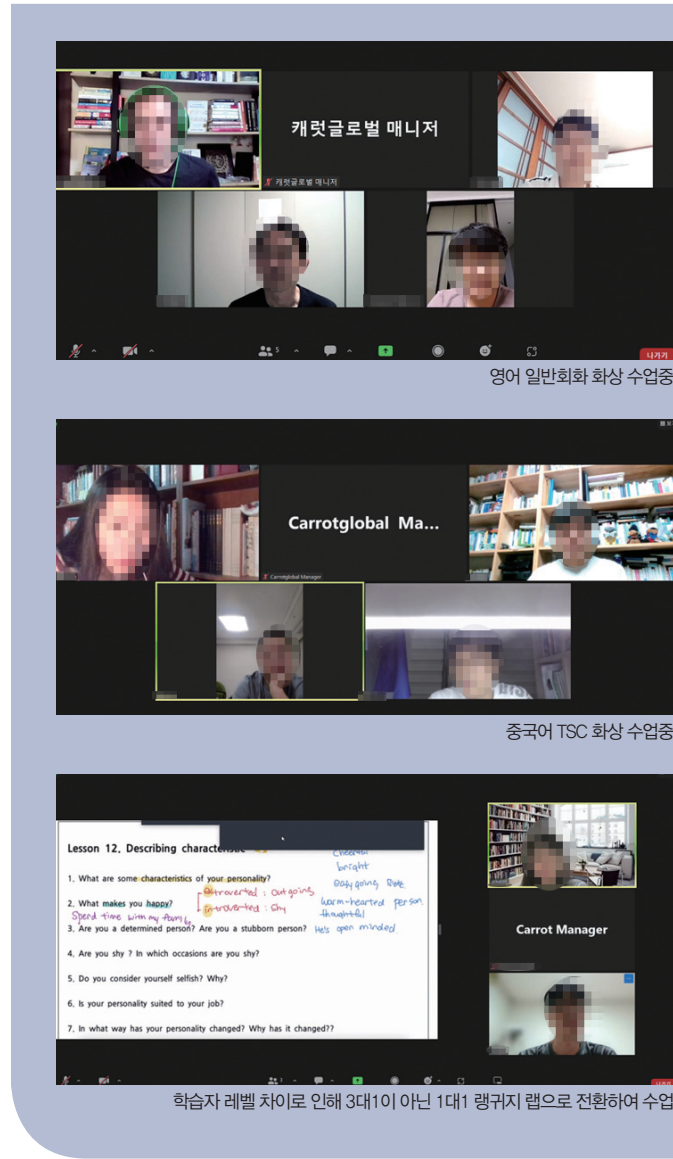 캐럿글로벌 매니저
캐럿글로벌 매니저
5
나가기
영어 일반회화 화상 수업중
Carrotglobal Ma...
Carrotglobal Manager
중국어 TSC 화상 수업중
Lesson 12. Describing
Cheerful
bright
1. What are some characteristics of your personality?
extroverted : outgoing
Easy going
2. What makes you happy?
introverted : shy
warm-hearted person
Spend time with my family
thoughtful
3. Are you a determined person? Are you a stubborn person?
He's open minded
4. Are you shy ? In which occasions are you shy?
5. Do you consider yourself selfish? Why?
6. Is your personality suited to your job?
7. In what way has your personality changed? Why has it changed??
Carrot Manager
학습자 레벨 차이로 인해 3대1이 아닌 1대1 랭귀지 랩으로 전환하여 수업